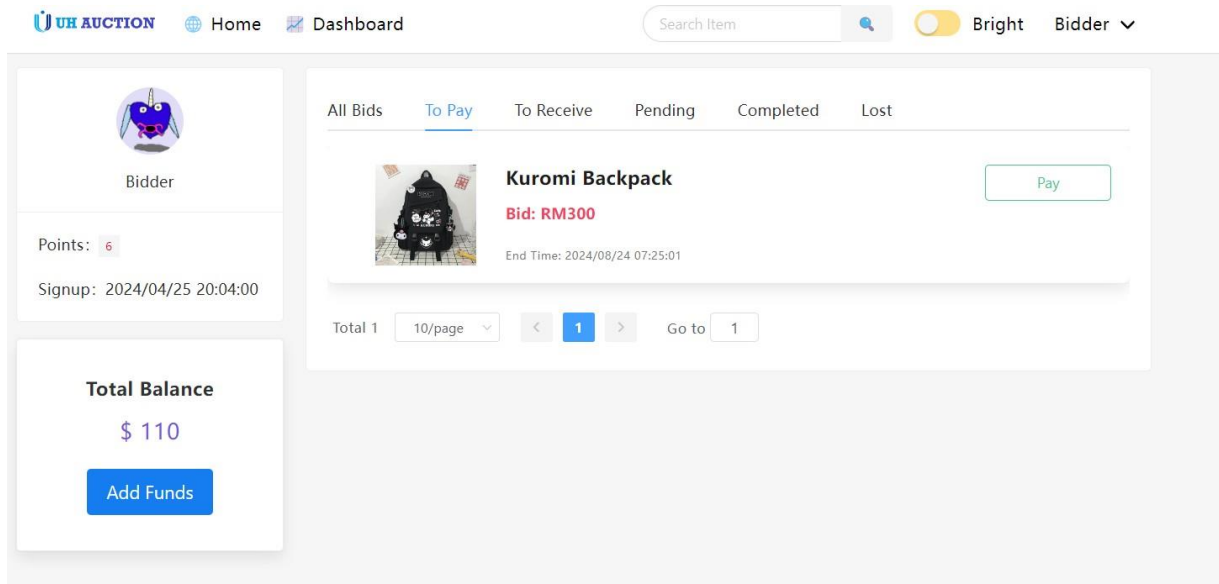 UH AUCTION Home Dashboard Search Item Bright Bidder
Bidder
Points: 6
Signup: 2024/04/25 20:04:00
Total Balance
$ 110
Add Funds
All Bids To Pay To Receive Pending Completed Lost
Kuromi Backpack
Pay
Bid: RM300
End Time: 2024/08/24 07:25:01
Total 1 10/page 1 Go to 1